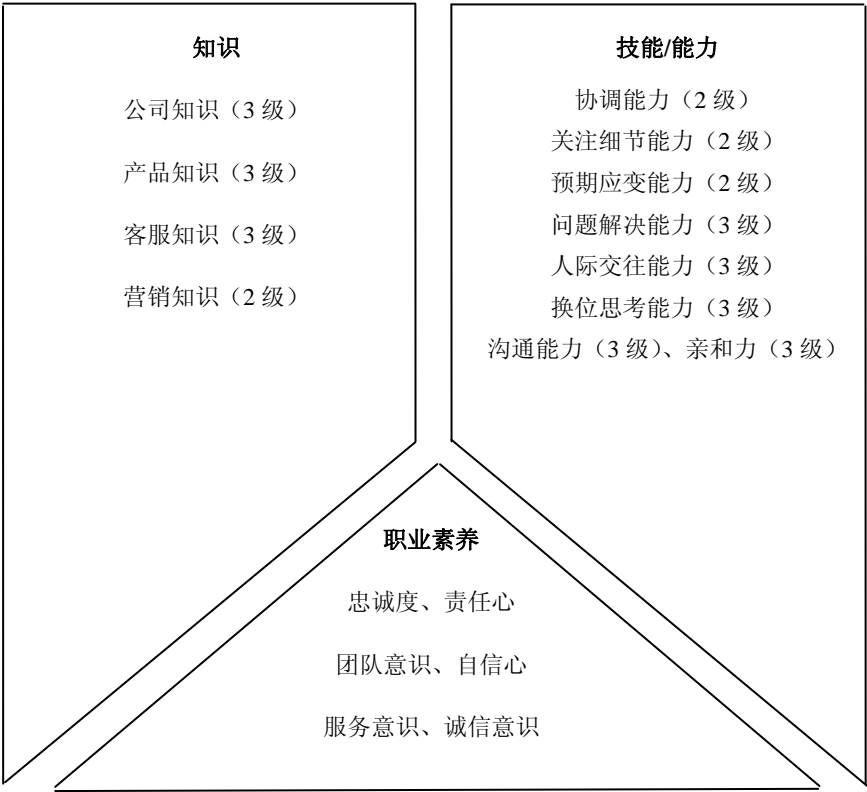 知识
公司知识（3 级）
产品知识（3 级）
客服知识（3 级）
营销知识（2 级）
技能/能力
协调能力（2 级）
关注细节能力（2 级）
预期应变能力（2 级）
问题解决能力（3 级）
人际交往能力（3 级）
换位思考能力（3 级）
沟通能力（3 级）、亲和力（3 级）
职业素养
忠诚度、责任心
团队意识、自信心
服务意识、诚信意识